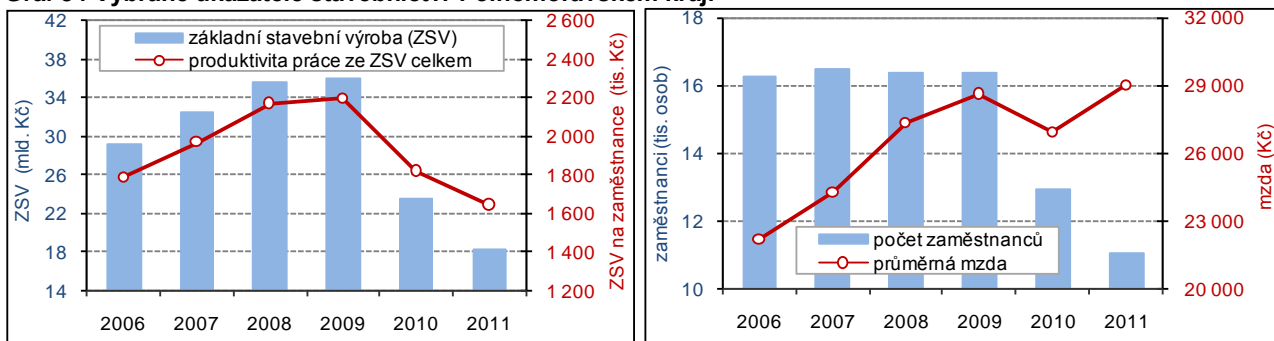 42
38
34
30
26
22
18
14
ZSV (mld. Kč)
základní stavební výroba (ZSV)
produktivita práce ze ZSV celkem
2 600
2 400
2 200
2 000
1 800
1 600
1 400
1 200
ZSV na zaměstnance (tis. Kč)
2006 2007 2008 2009 2010 2011
18
16
14
12
10
zaměstnanci (tis. osob)
počet zaměstnanců
průměrná mzda
32 000
29 000
26 000
23 000
20 000
mzda (Kč)
2006 2007 2008 2009 2010 2011